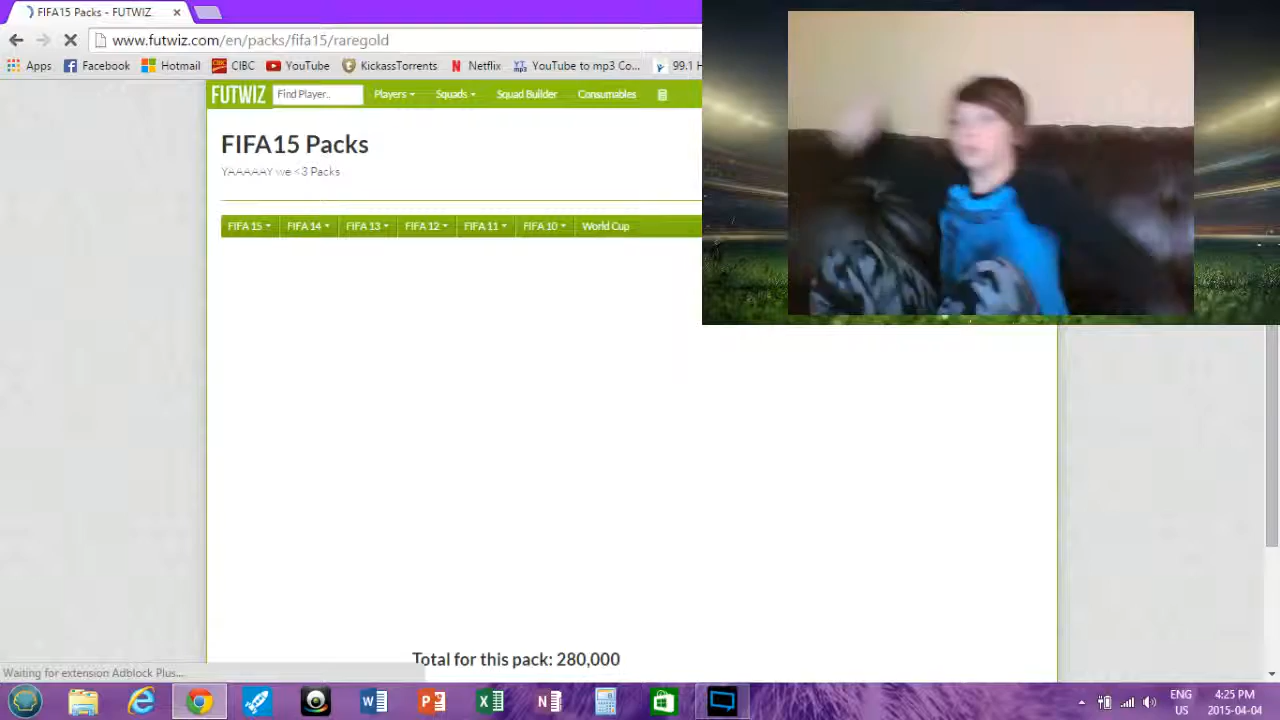 FIFA15 Packs - FUTWIZ
www.futwiz.com/en/packs/fifa15/raregold
Apps Facebook Hotmail CIBC YouTube KickassTorrents Netflix YouTube to mp3 Co... 99.1 H
FUTWIZ Find Player.. Players Squads Squad Builder Consumables
FIFA15 Packs
YAAAAAY we <3 Packs
FIFA 15 FIFA 14 FIFA 13 FIFA 12 FIFA 11 FIFA 10 World Cup
Total for this pack: 280,000
Waiting for extension Adblock Plus...
ENG 4:25 PM
US 2015-04-04